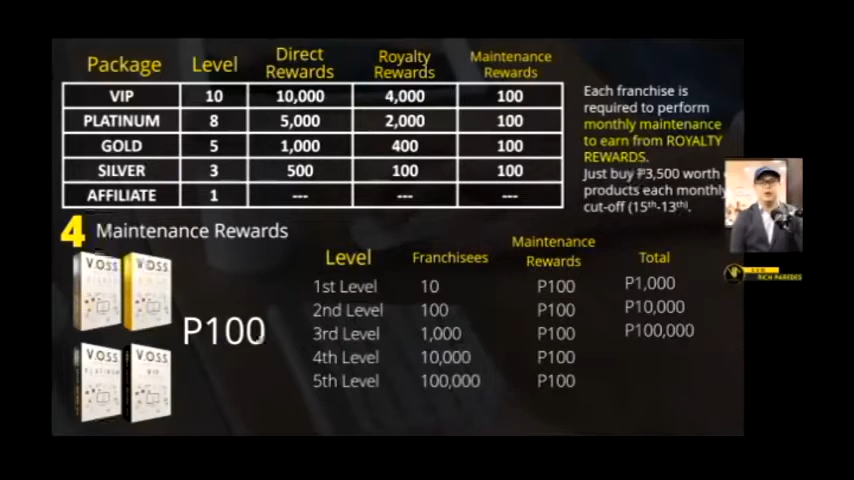 Package Level Direct Rewards Royalty Rewards Maintenance Rewards
VIP 10 10,000 4,000 100
PLATINUM 8 5,000 2,000 100
GOLD 5 1,000 400 100
SILVER 3 500 100 100
AFFILIATE 1 --- --- ---
Each franchise is
required to perform
monthly maintenance
to earn from ROYALTY
REWARDS.
Just buy ₱3,500 worth
products each monthly
cut-off (15th-13th).
4 Maintenance Rewards
V.O.S.S.
V.O.S.S.
V.O.S.S.
PLATINUM
V.O.S.S.
VIP
P100
Level Franchisees Maintenance Rewards Total
1st Level 10 P100 P1,000
2nd Level 100 P100 P10,000
3rd Level 1,000 P100 P100,000
4th Level 10,000 P100
5th Level 100,000 P100
RICH PAREDES